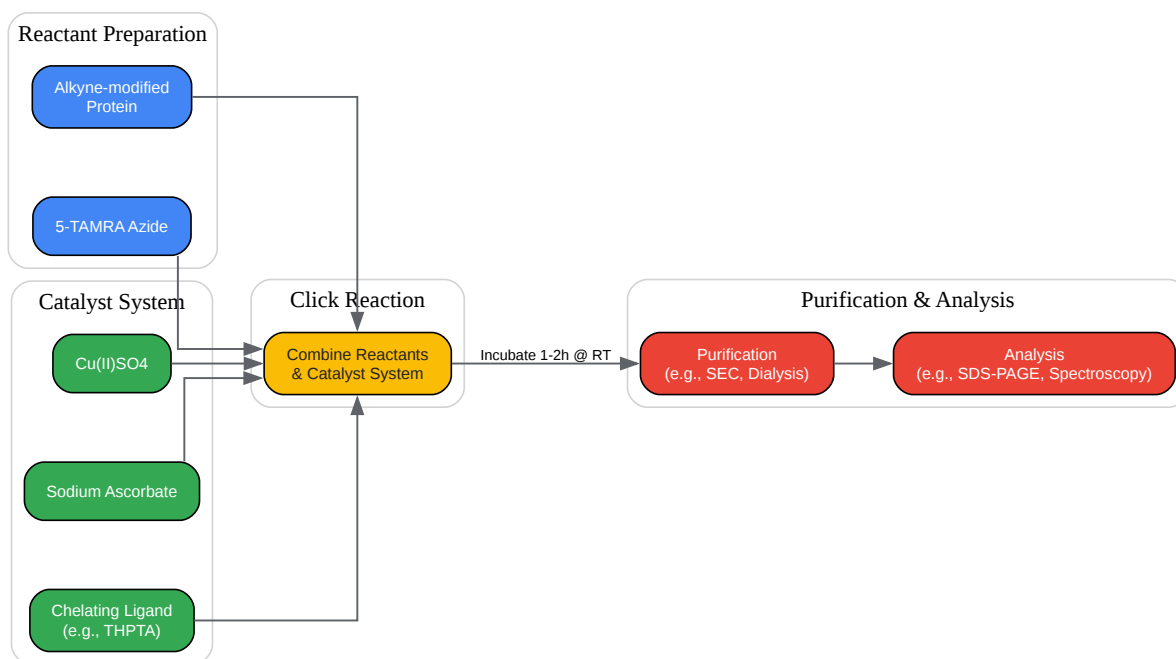 Reactant Preparation
Alkyne-modified
Protein
5-TAMRA Azide
Catalyst System
Cu(II)SO4
Sodium Ascorbate
Chelating Ligand
(e.g., THPTA)
Click Reaction
Combine Reactants
& Catalyst System
Incubate 1-2h @ RT
Purification & Analysis
Purification
(e.g., SEC, Dialysis)
Analysis
(e.g., SDS-PAGE, Spectroscopy)